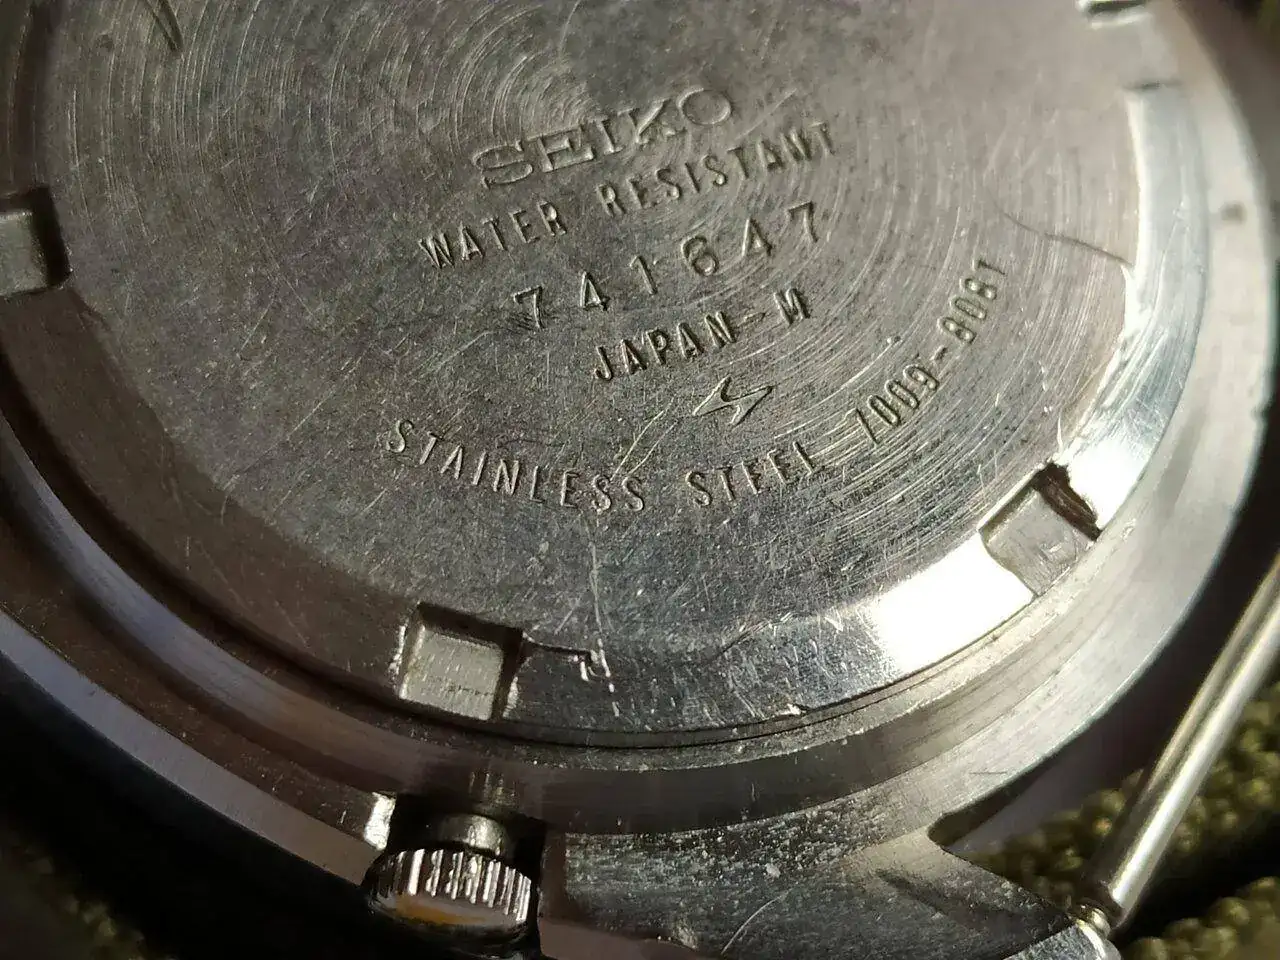 SEIKO
WATER RESISTANT
741647
JAPAN-M
STAINLESS STEEL 7009-8081